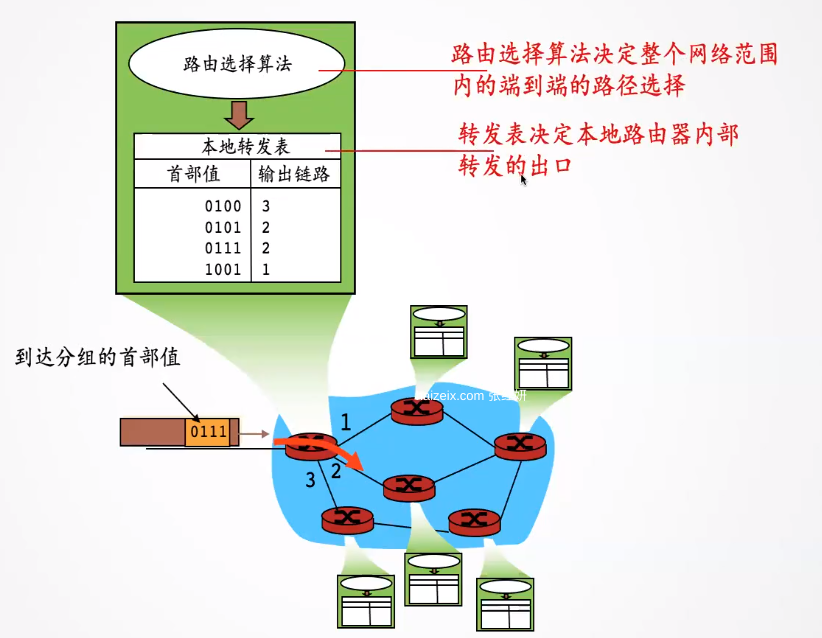 路由选择算法
路由选择算法决定整个网络范围
内的端到端的路径选择
本地转发表
转发表决定本地路由器内部
转发的出口
首部值 输出链路
0100 3
0101 2
0111 2
1001 1
到达分组的首部值
0111
1
2
3